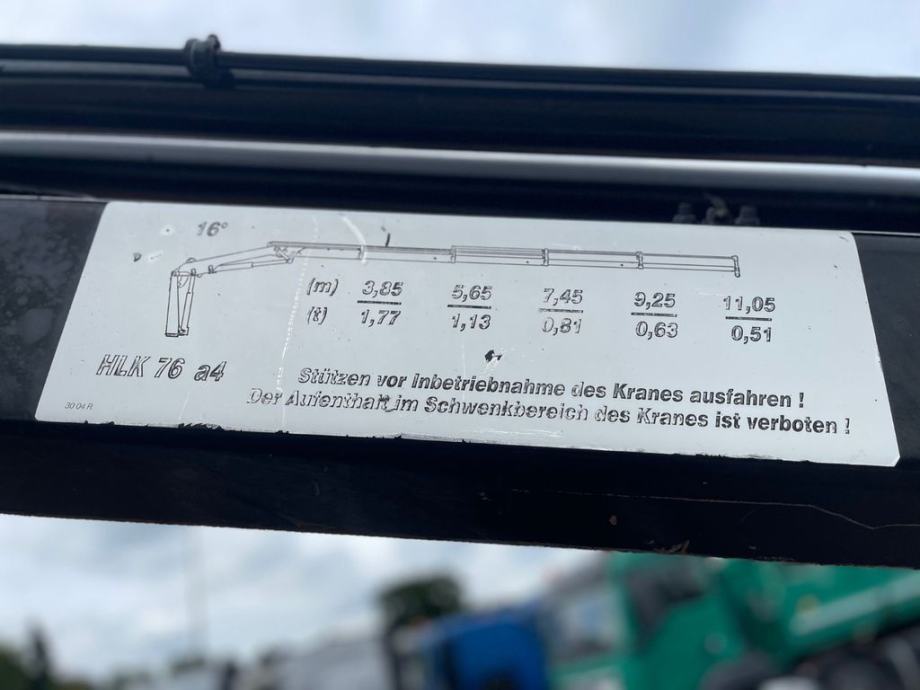 16°
(m) 3,85 5,65 7,45 9,25 11,05
(t) 1,77 1,13 0,81 0,63 0,51
HLK 76 a4
Stützen vor Inbetriebnahme des Kranes ausfahren !
Der Aufenthalt im Schwenkbereich des Kranes ist verboten !
30 04 R